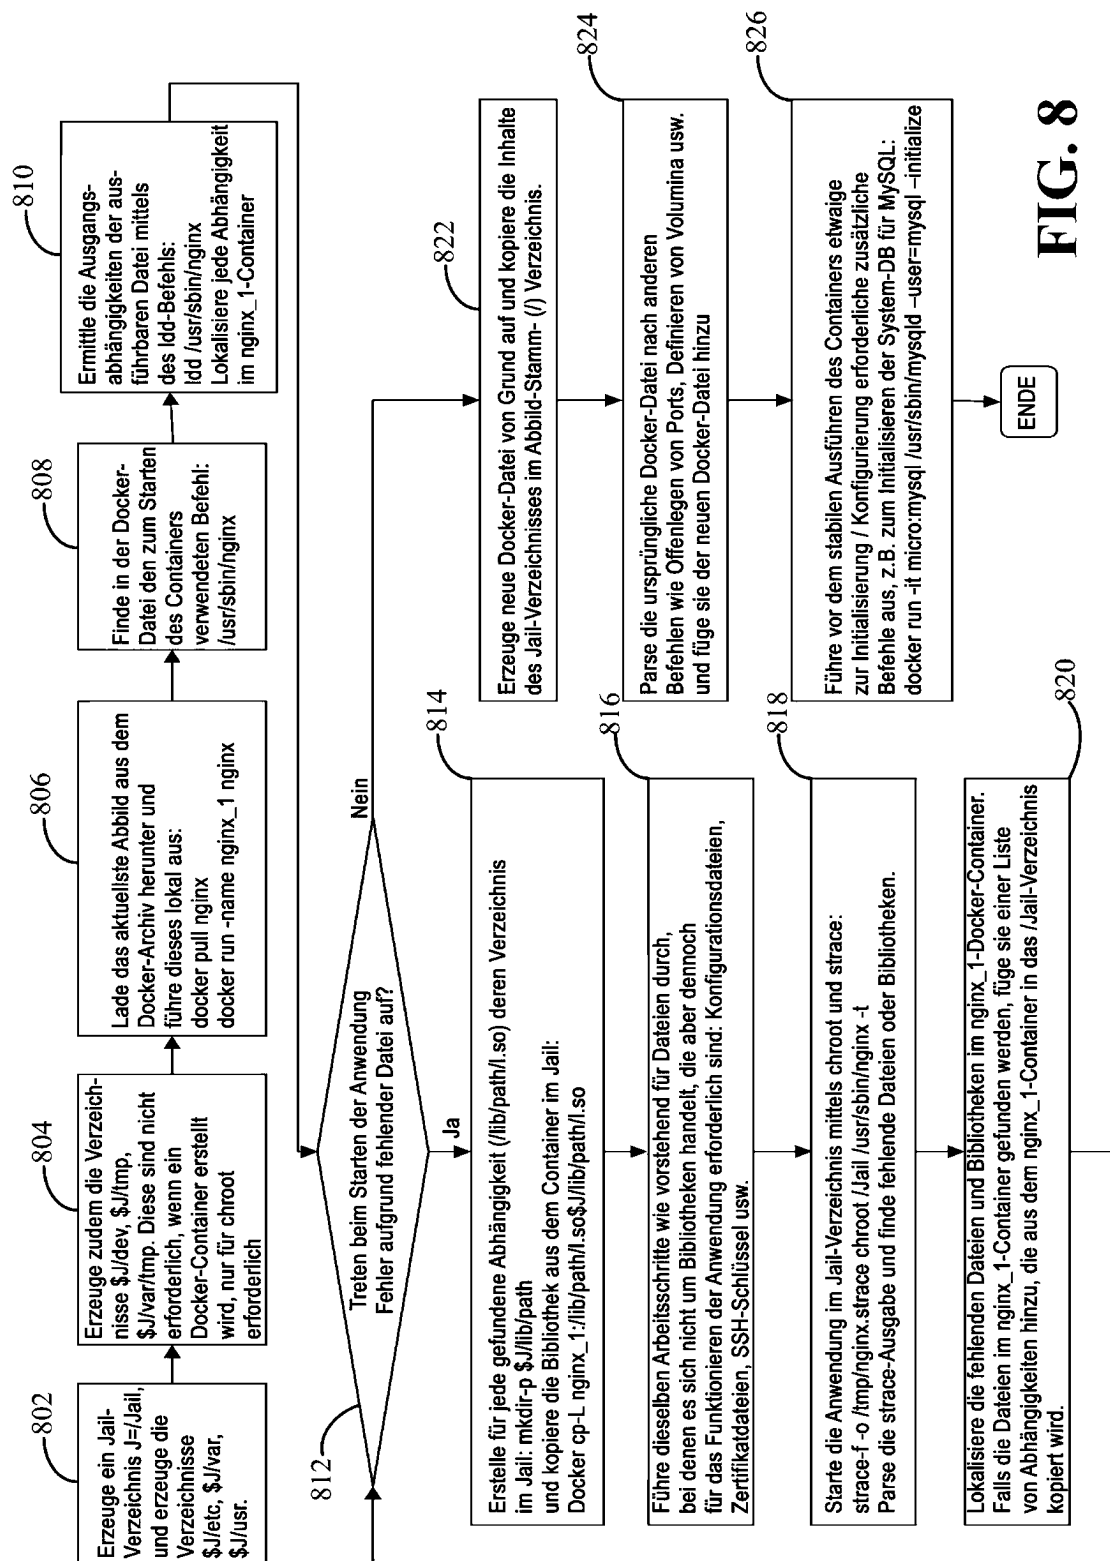 802
Erzeuge ein Jail-
Verzeichnis J=/Jail,
und erzeuge die
Verzeichnisse
$J/etc, $J/var,
$J/usr.
804
Erzeuge zudem die Verzeich-
nisse $J/dev, $J/tmp,
$J/var/tmp. Diese sind nicht
erforderlich, wenn ein
Docker-Container erstellt
wird, nur für chroot
erforderlich
806
Lade das aktuellste Abbild aus dem
Docker-Archiv herunter und
führe dieses lokal aus:
docker pull nginx
docker run -name nginx_1 nginx
808
Finde in der Docker-
Datei den zum Starten
des Containers
verwendeten Befehl:
/usr/sbin/nginx
810
Ermittle die Ausgangs-
abhängigkeiten der aus-
führbaren Datei mittels
des ldd-Befehls:
ldd /usr/sbin/nginx
Lokalisiere jede Abhängigkeit
im nginx_1-Container
812
Treten beim Starten der Anwendung
Fehler aufgrund fehlender Datei auf?
Ja
Nein
814
Erstelle für jede gefundene Abhängigkeit (/lib/path/l.so) deren Verzeichnis
im Jail: mkdir-p $J/lib/path
und kopiere die Bibliothek aus dem Container im Jail:
Docker cp-L nginx_1:/lib/path/l.so$J/lib/path/l.so
816
Führe dieselben Arbeitsschritte wie vorstehend für Dateien durch,
bei denen es sich nicht um Bibliotheken handelt, die aber dennoch
für das Funktionieren der Anwendung erforderlich sind: Konfigurationsdateien,
Zertifikatdateien, SSH-Schlüssel usw.
818
Starte die Anwendung im Jail-Verzeichnis mittels chroot und strace:
strace-f -o /tmp/nginx.strace chroot /Jail /usr/sbin/nginx -t
Parse die strace-Ausgabe und finde fehlende Dateien oder Bibliotheken.
820
Lokalisiere die fehlenden Dateien und Bibliotheken im nginx_1-Docker-Container.
Falls die Dateien im nginx_1-Container gefunden werden, füge sie einer Liste
von Abhängigkeiten hinzu, die aus dem nginx_1-Container in das /Jail-Verzeichnis
kopiert wird.
822
Erzeuge neue Docker-Datei von Grund auf und kopiere die Inhalte
des Jail-Verzeichnisses im Abbild-Stamm- (/) Verzeichnis.
824
Parse die ursprüngliche Docker-Datei nach anderen
Befehlen wie Offenlegen von Ports, Definieren von Volumina usw.
und füge sie der neuen Docker-Datei hinzu
826
Führe vor dem stabilen Ausführen des Containers etwaige
zur Initialisierung / Konfigurierung erforderliche zusätzliche
Befehle aus, z.B. zum Initialisieren der System-DB für MySQL:
docker run -it micro:mysql /usr/sbin/mysqld –user=mysql –initialize
ENDE
FIG. 8